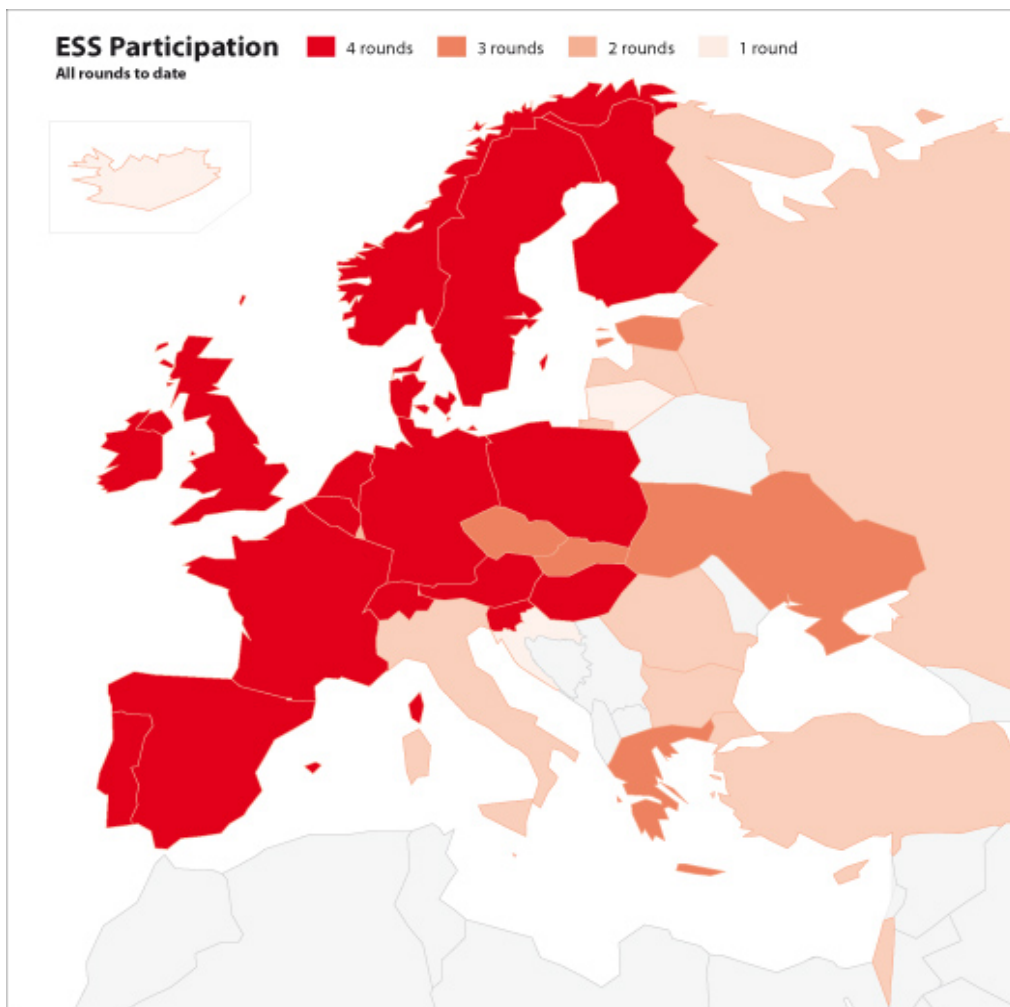 ESS Participation
4 rounds
3 rounds
2 rounds
1 round
All rounds to date